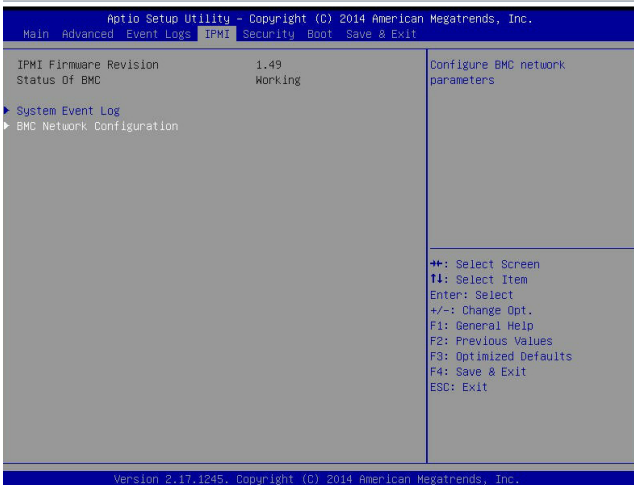 Aptio Setup Utility – Copyright (C) 2014 American Megatrends, Inc.
Main Advanced Event Logs IPMI Security Boot Save & Exit
IPMI Firmware Revision 1.49
Status Of BMC Working
System Event Log
BMC Network Configuration
Configure BMC network
parameters
→←: Select Screen
↑↓: Select Item
Enter: Select
+/-: Change Opt.
F1: General Help
F2: Previous Values
F3: Optimized Defaults
F4: Save & Exit
ESC: Exit
Version 2.17.1245. Copyright (C) 2014 American Megatrends, Inc.